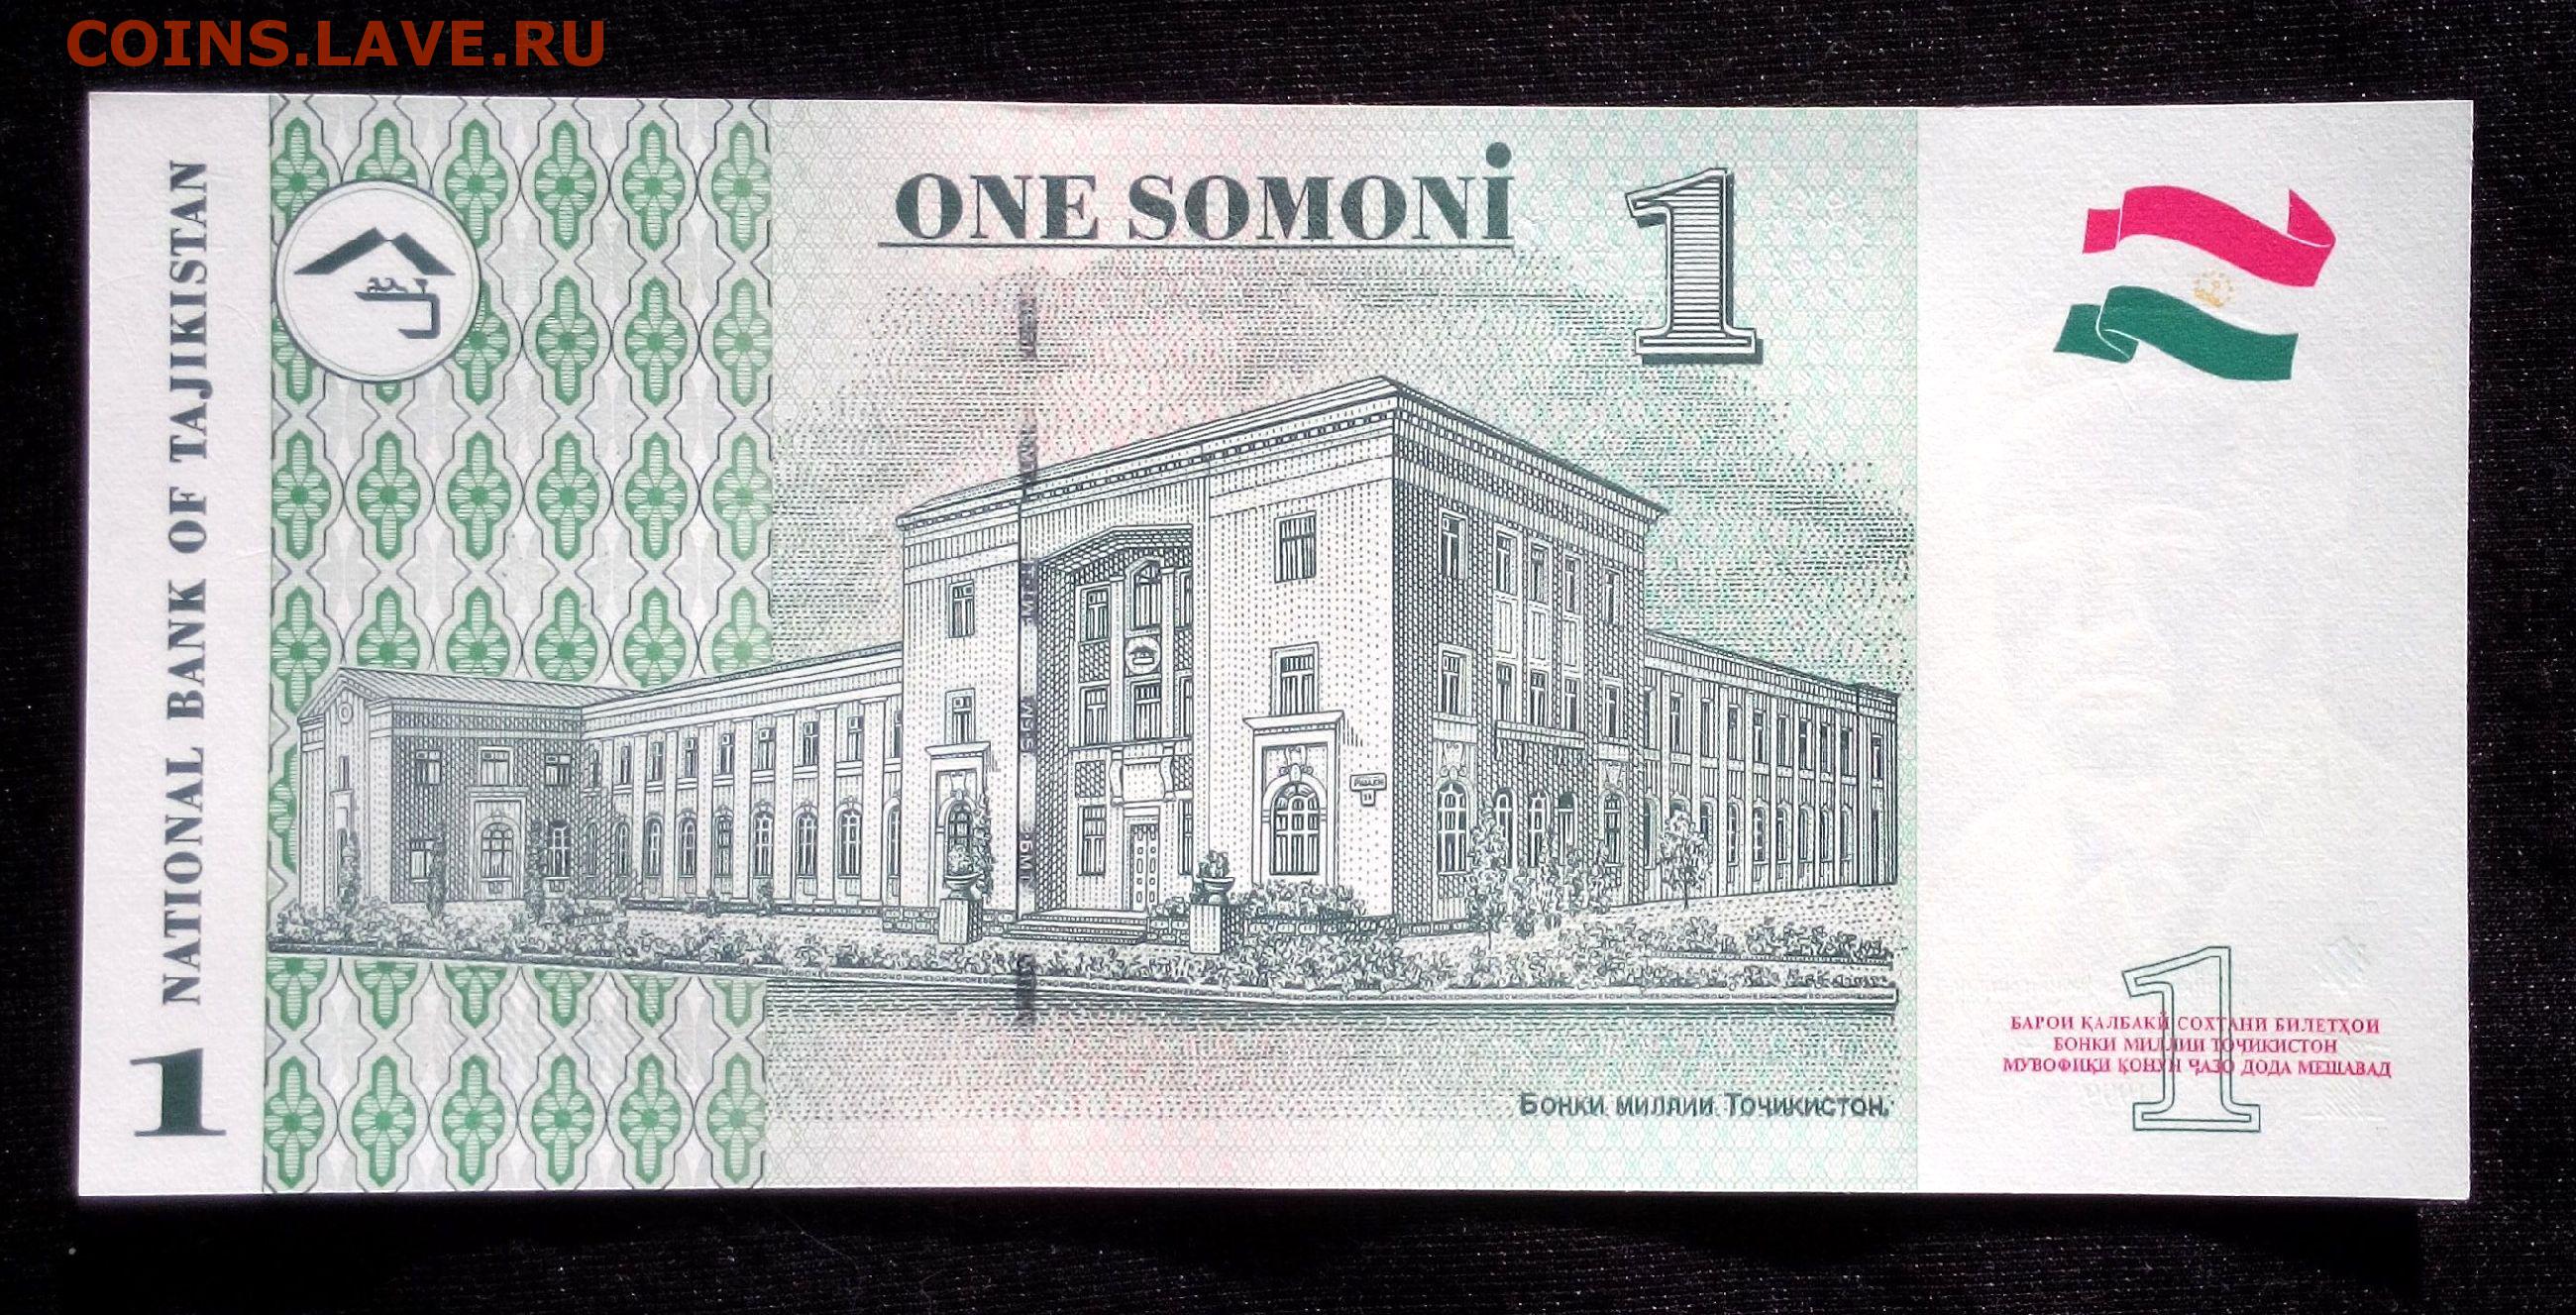 COINS.LAVE.RU
NATIONAL BANK OF TAJIKISTAN
ONE SOMONİ
1
1
1
БАРОИ ҚАЛБАКӢ СОХТАНИ БИЛЕТҲОИ
БОНКИ МИЛЛИИ ТОҶИКИСТОН
МУВОФИҚИ ҚОНУН ҶАЗО ДОДА МЕШАВАД
Бонки миллии Тоҷикистон.